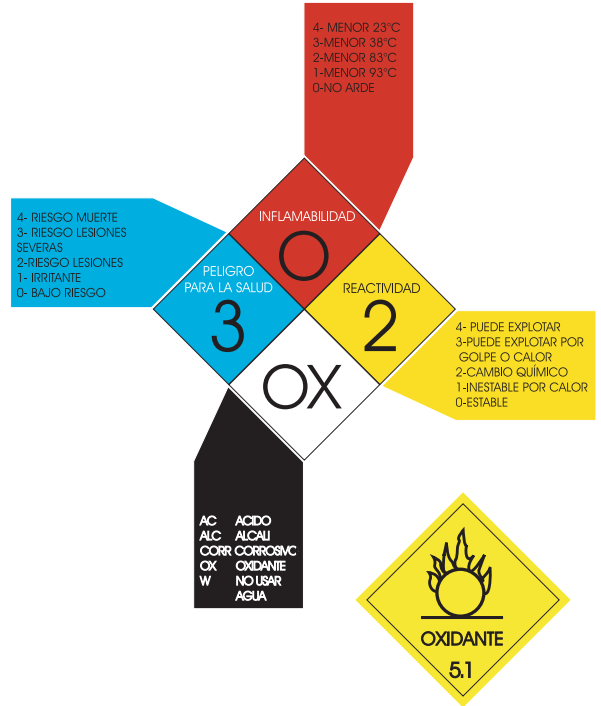 4- MENOR 23°C
3-MENOR 38°C
2-MENOR 83°C
1-MENOR 93°C
0-NO ARDE
INFLAMABILIDAD
0
4- RIESGO MUERTE
3- RIESGO LESIONES
SEVERAS
2-RIESGO LESIONES
1- IRRITANTE
0- BAJO RIESGO
PELIGRO
PARA LA SALUD
3
REACTIVIDAD
2
4- PUEDE EXPLOTAR
3-PUEDE EXPLOTAR POR
GOLPE O CALOR
2-CAMBIO QUÍMICO
1-INESTABLE POR CALOR
0-ESTABLE
OX
AC ACIDO
ALC ALCALI
CORR CORROSIVO
OX OXIDANTE
W NO USAR
AGUA
OXIDANTE
5.1